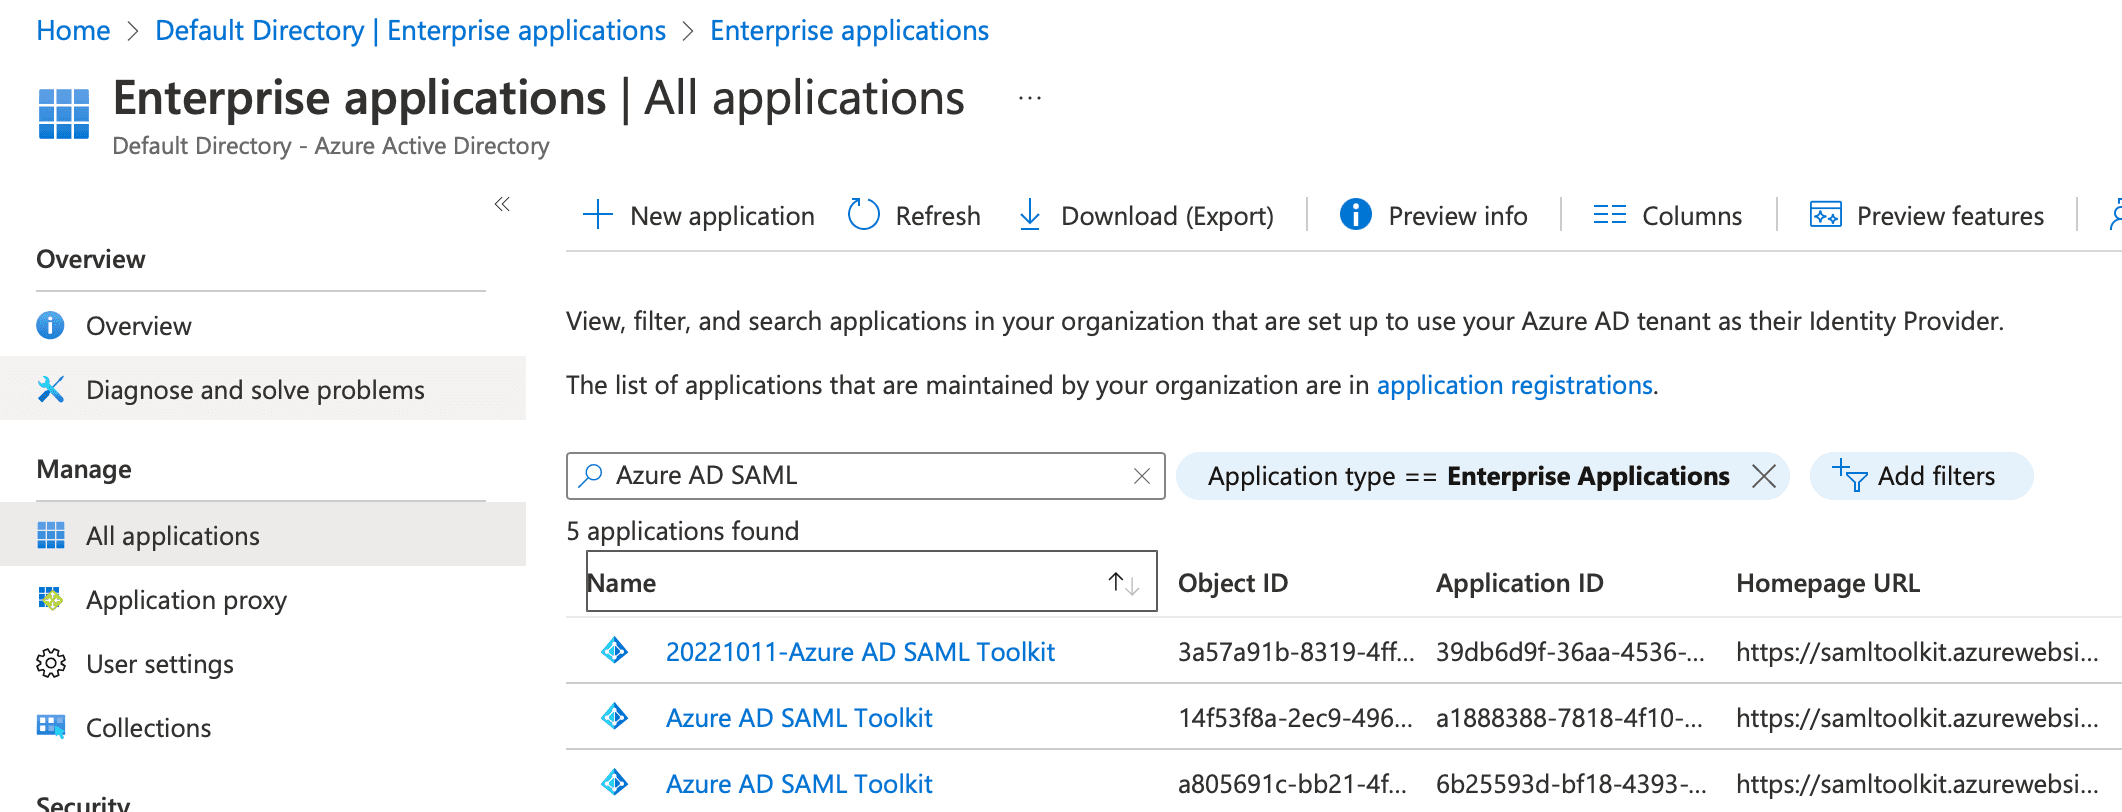 Home > Default Directory | Enterprise applications > Enterprise applications
Enterprise applications | All applications ...
Default Directory - Azure Active Directory
«
New application
Refresh
Download (Export)
Preview info
Columns
Preview features
Overview
Overview
Diagnose and solve problems
Manage
All applications
Application proxy
User settings
Collections
Security
View, filter, and search applications in your organization that are set up to use your Azure AD tenant as their Identity Provider.
The list of applications that are maintained by your organization are in application registrations.
Azure AD SAML
Application type == Enterprise Applications
Add filters
5 applications found
Name Object ID Application ID Homepage URL
20221011-Azure AD SAML Toolkit 3a57a91b-8319-4ff... 39db6d9f-36aa-4536-... https://samltoolkit.azurewebsi...
Azure AD SAML Toolkit 14f53f8a-2ec9-496... a1888388-7818-4f10-... https://samltoolkit.azurewebsi...
Azure AD SAML Toolkit a805691c-bb21-4f... 6b25593d-bf18-4393-... https://samltoolkit.azurewebsi...